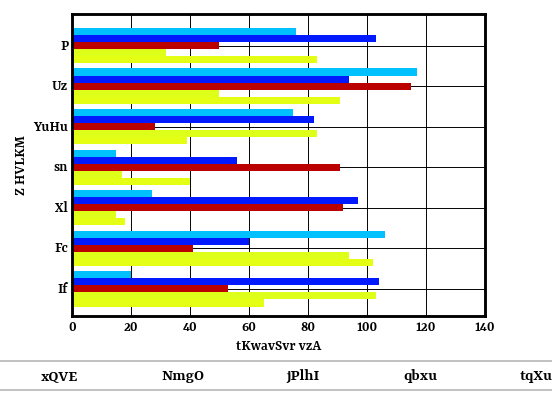 P
Uz
YuHu
sn
Xl
Fc
If
Z HVLKM
0 20 40 60 80 100 120 140
tKwavSvr vzA
xQVE NmgO jPlhI qbxu tqXu